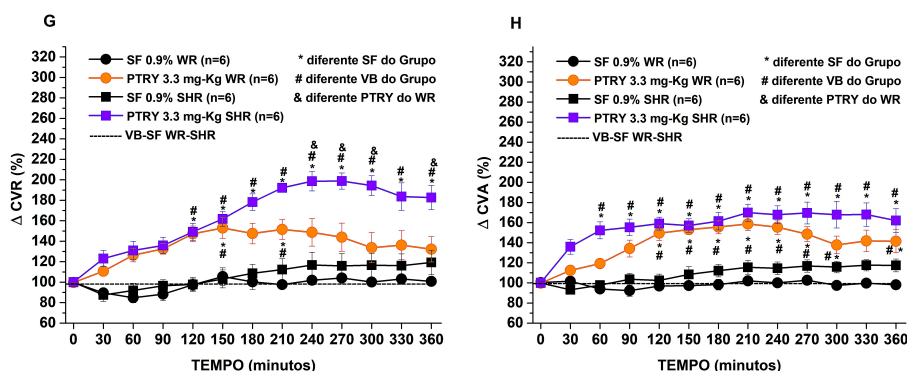 G
Δ CVR (%)
320
300
280
260
240
220
200
180
160
140
120
100
80
60
SF 0.9% WR (n=6)
PTRY 3.3 mg-Kg WR (n=6)
SF 0.9% SHR (n=6)
PTRY 3.3 mg-Kg SHR (n=6)
VB-SF WR-SHR
* diferente SF do Grupo
# diferente VB do Grupo
& diferente PTRY do WR
# # # # & & & # &
* * * # # # * #
* * * *
* *
# #
0 30 60 90 120 150 180 210 240 270 300 330 360
TEMPO (minutos)
H
Δ CVA (%)
320
300
280
260
240
220
200
180
160
140
120
100
80
60
SF 0.9% WR (n=6)
PTRY 3.3 mg-Kg WR (n=6)
SF 0.9% SHR (n=6)
PTRY 3.3 mg-Kg SHR (n=6)
VB-SF WR-SHR
* diferente SF do Grupo
# diferente VB do Grupo
& diferente PTRY do WR
# # # # # # # # # # #
* * * * * * * * * * *
* * * * * * # * # *
# # # # # #
0 30 60 90 120 150 180 210 240 270 300 330 360
TEMPO (minutos)